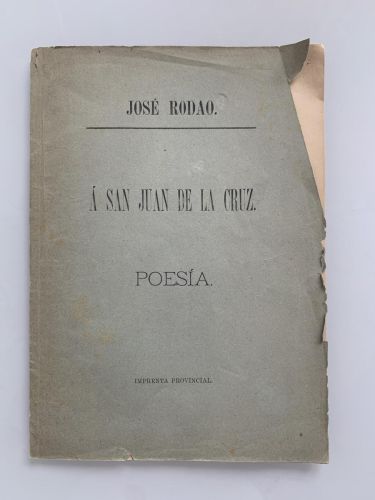 JOSÉ RODAO.
Á SAN JUAN DE LA CRUZ.
POESÍA.
IMPRENTA PROVINCIAL